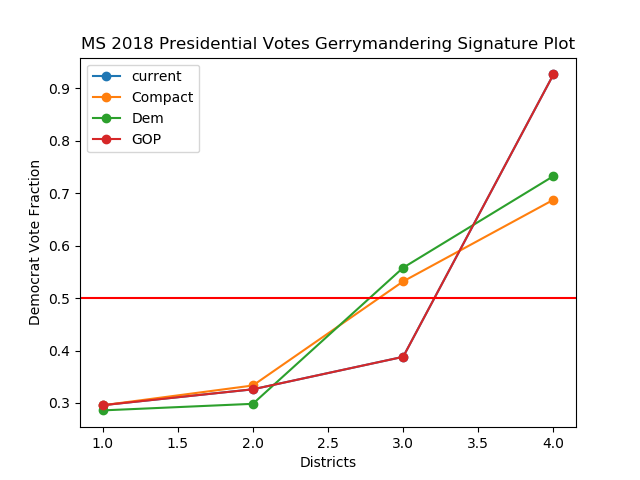 MS 2018 Presidential Votes Gerrymandering Signature Plot
current
Compact
Dem
GOP
0.9
0.8
0.7
0.6
0.5
0.4
0.3
Democrat Vote Fraction
1.0 1.5 2.0 2.5 3.0 3.5 4.0
Districts